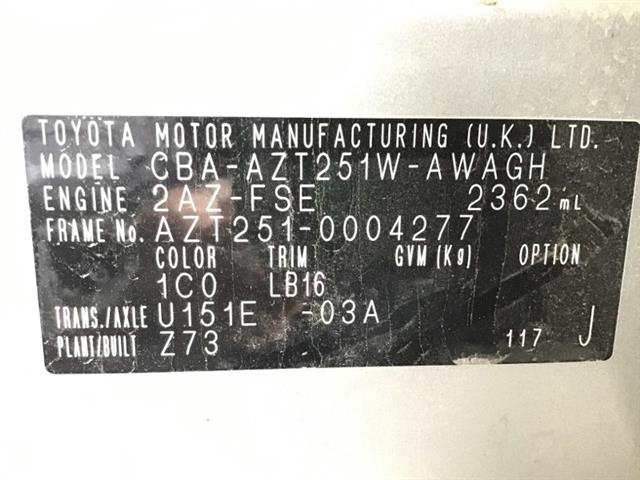 TOYOTA MOTOR MANUFACTURING (U.K.) LTD.
MODEL CBA-AZT251W-AWAGH
ENGINE 2AZ-FSE 2362mL
FRAME No. AZT251-0004277
COLOR TRIM GVM (Kg) OPTION
1C0 LB16
TRANS./AXLE U151E -03A
PLANT/BUILT Z73 117 J